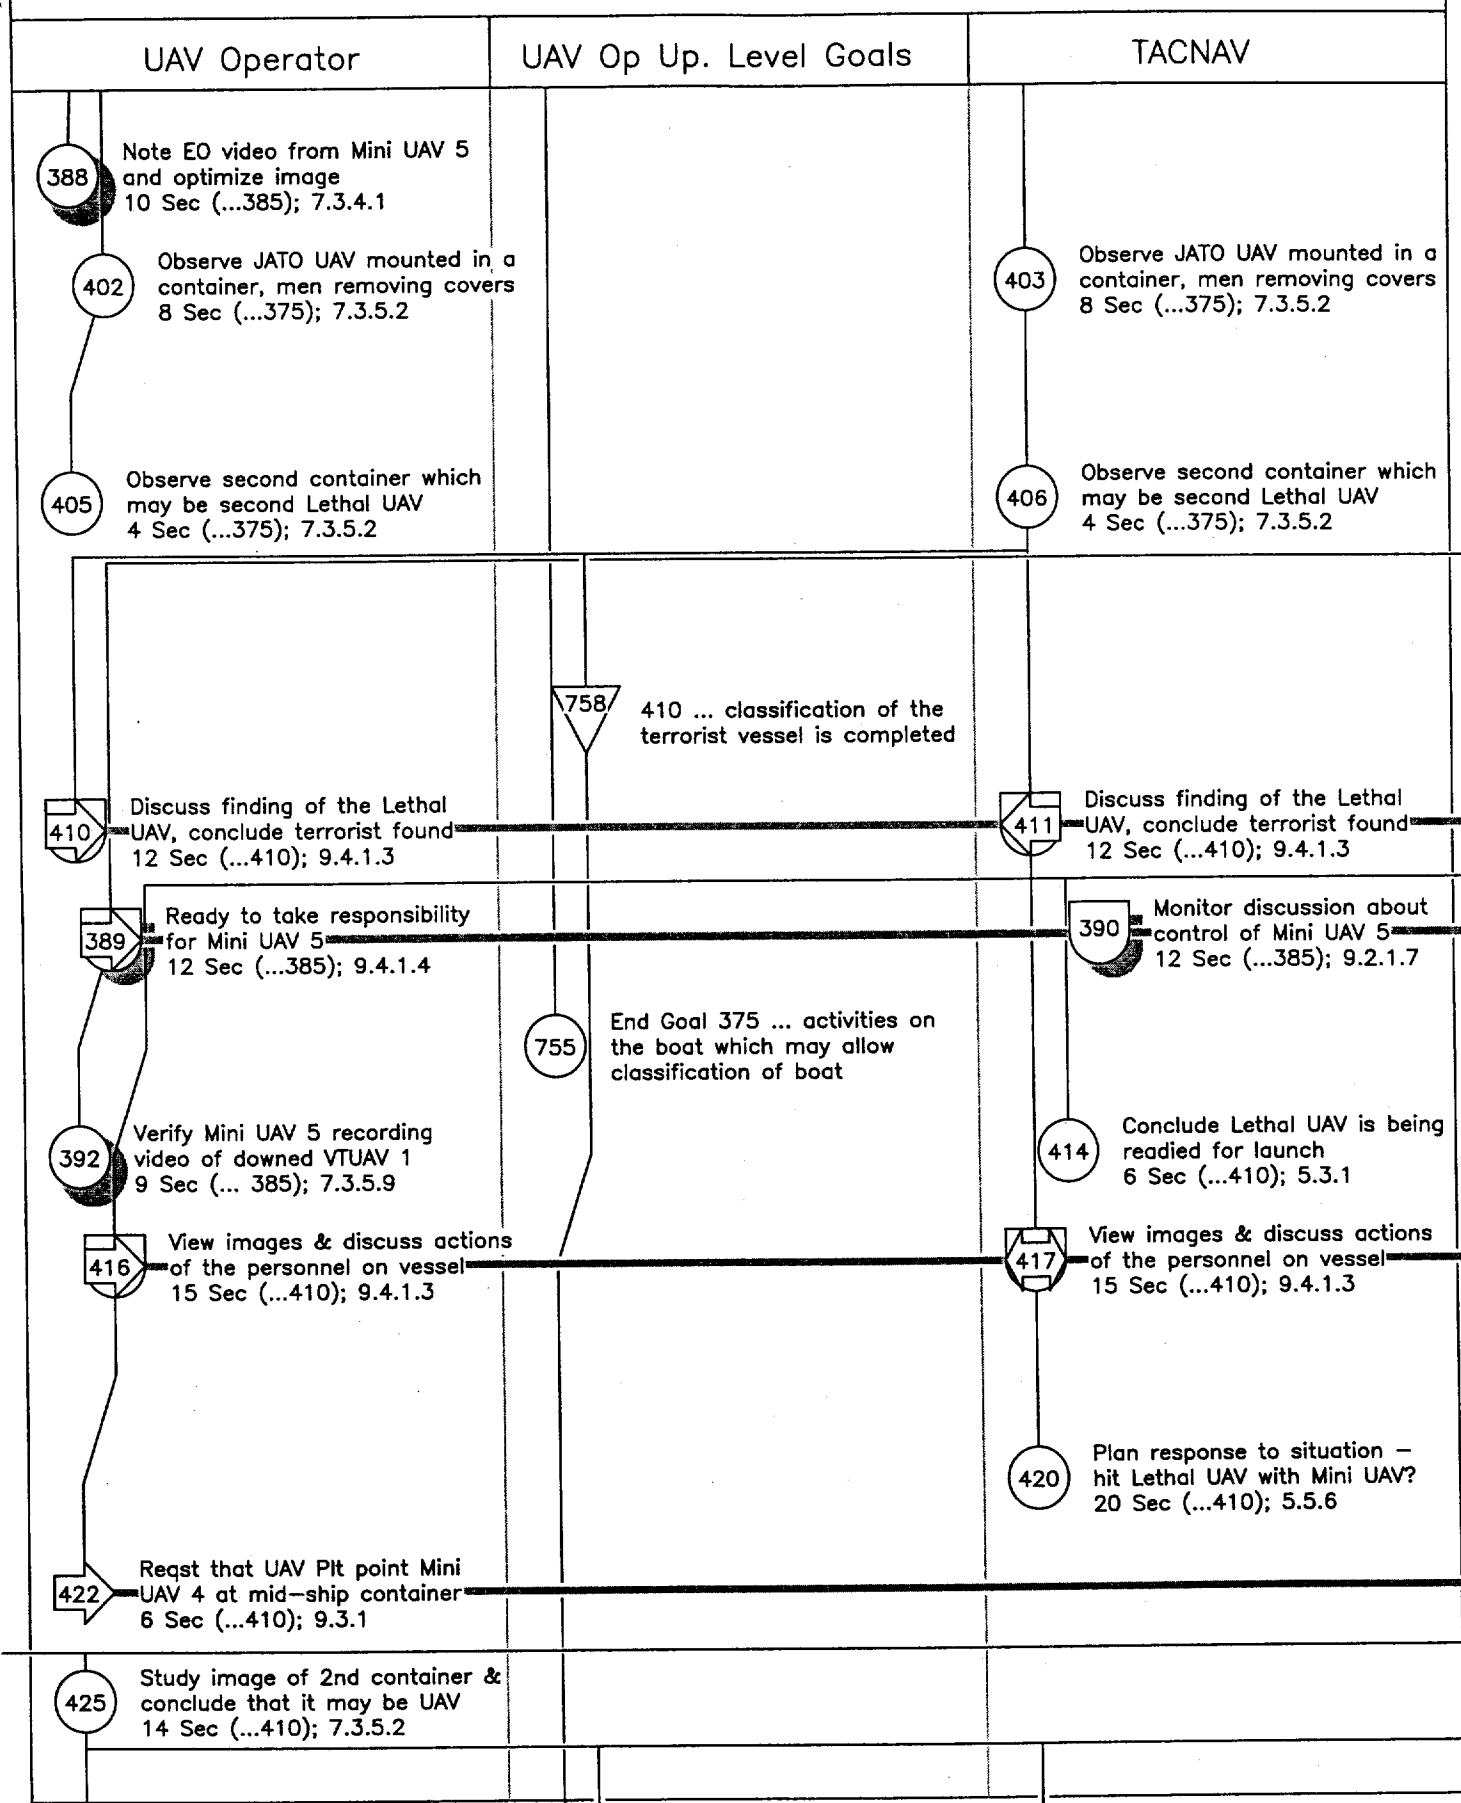 UAV Operator
UAV Op Up. Level Goals
TACNAV
388
Note EO video from Mini UAV 5
and optimize image
10 Sec (...385); 7.3.4.1
402
Observe JATO UAV mounted in a
container, men removing covers
8 Sec (...375); 7.3.5.2
403
Observe JATO UAV mounted in a
container, men removing covers
8 Sec (...375); 7.3.5.2
405
Observe second container which
may be second Lethal UAV
4 Sec (...375); 7.3.5.2
406
Observe second container which
may be second Lethal UAV
4 Sec (...375); 7.3.5.2
758
410 ... classification of the
terrorist vessel is completed
410
Discuss finding of the Lethal
UAV, conclude terrorist found
12 Sec (...410); 9.4.1.3
411
Discuss finding of the Lethal
UAV, conclude terrorist found
12 Sec (...410); 9.4.1.3
389
Ready to take responsibility
for Mini UAV 5
12 Sec (...385); 9.4.1.4
390
Monitor discussion about
control of Mini UAV 5
12 Sec (...385); 9.2.1.7
755
End Goal 375 ... activities on
the boat which may allow
classification of boat
392
Verify Mini UAV 5 recording
video of downed VTUAV 1
9 Sec (... 385); 7.3.5.9
414
Conclude Lethal UAV is being
readied for launch
6 Sec (...410); 5.3.1
416
View images & discuss actions
of the personnel on vessel
15 Sec (...410); 9.4.1.3
417
View images & discuss actions
of the personnel on vessel
15 Sec (...410); 9.4.1.3
420
Plan response to situation –
hit Lethal UAV with Mini UAV?
20 Sec (...410); 5.5.6
422
Reqst that UAV Plt point Mini
UAV 4 at mid–ship container
6 Sec (...410); 9.3.1
425
Study image of 2nd container &
conclude that it may be UAV
14 Sec (...410); 7.3.5.2